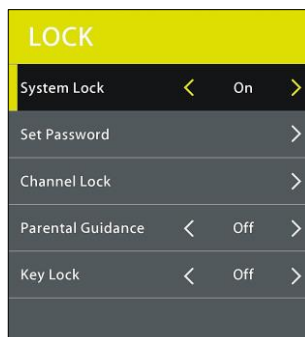 LOCK
System Lock < On >
Set Password >
Channel Lock >
Parental Guidance < Off >
Key Lock < Off >